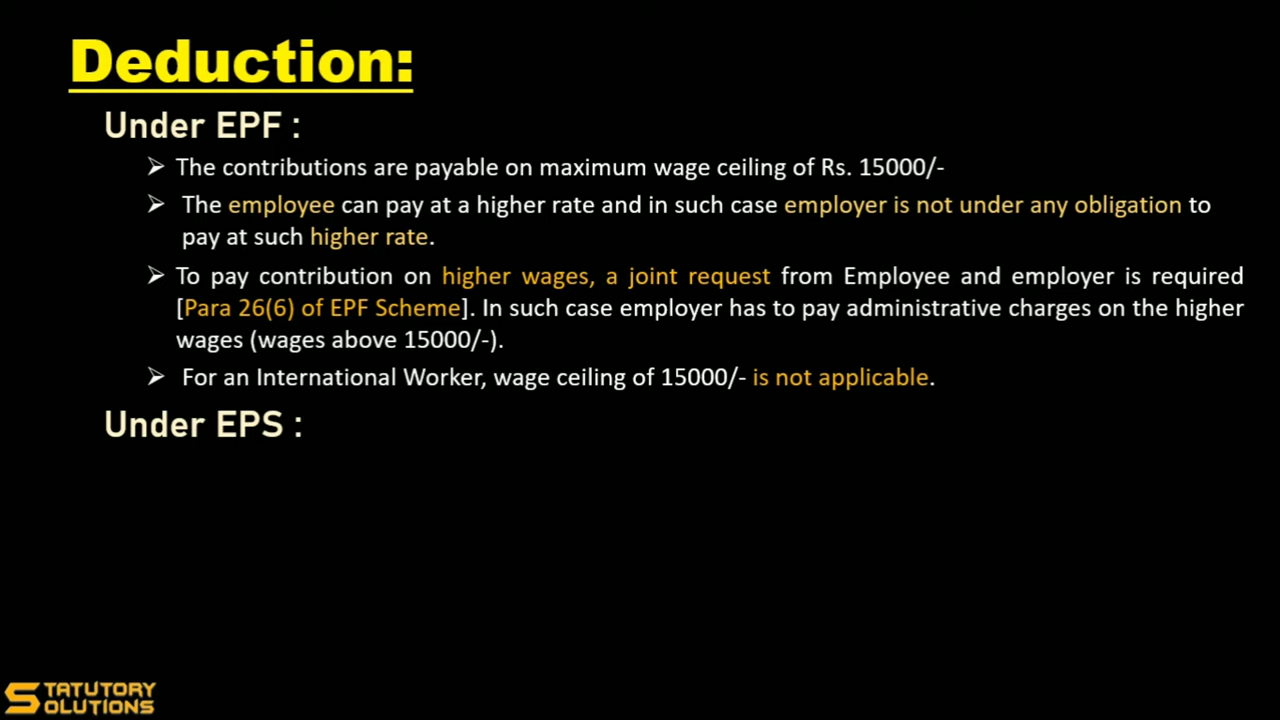 Deduction:
Under EPF :
➢ The contributions are payable on maximum wage ceiling of Rs. 15000/-
➢ The employee can pay at a higher rate and in such case employer is not under any obligation to
pay at such higher rate.
➢ To pay contribution on higher wages, a joint request from Employee and employer is required
[Para 26(6) of EPF Scheme]. In such case employer has to pay administrative charges on the higher
wages (wages above 15000/-).
➢ For an International Worker, wage ceiling of 15000/- is not applicable.
Under EPS :
STATUTORY
SOLUTIONS